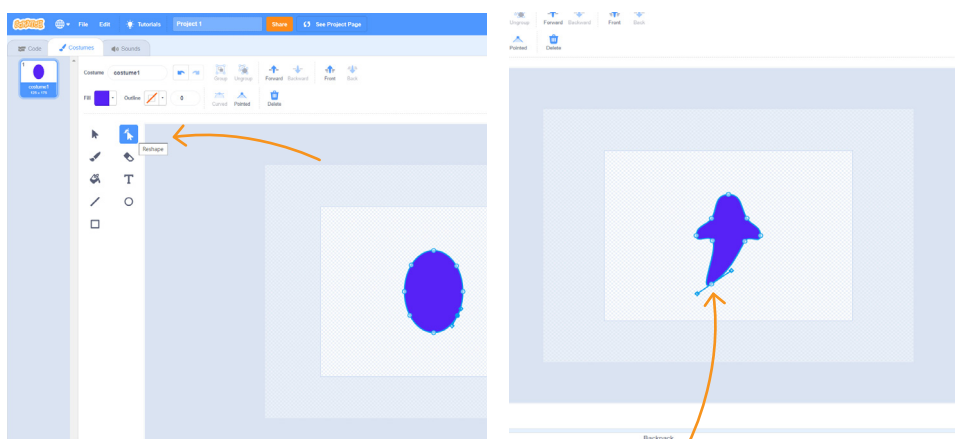 SCRATCH File Edit Tutorials Project 1 Share See Project Page
Code Costumes Sounds
1
costume1
Costume costume1 Group Ungroup Forward Backward Front Back
Fill Outline 0 Curved Pointed Delete
Reshape
T
Ungroup Forward Backward Front Back
Pointed Delete
Backpack